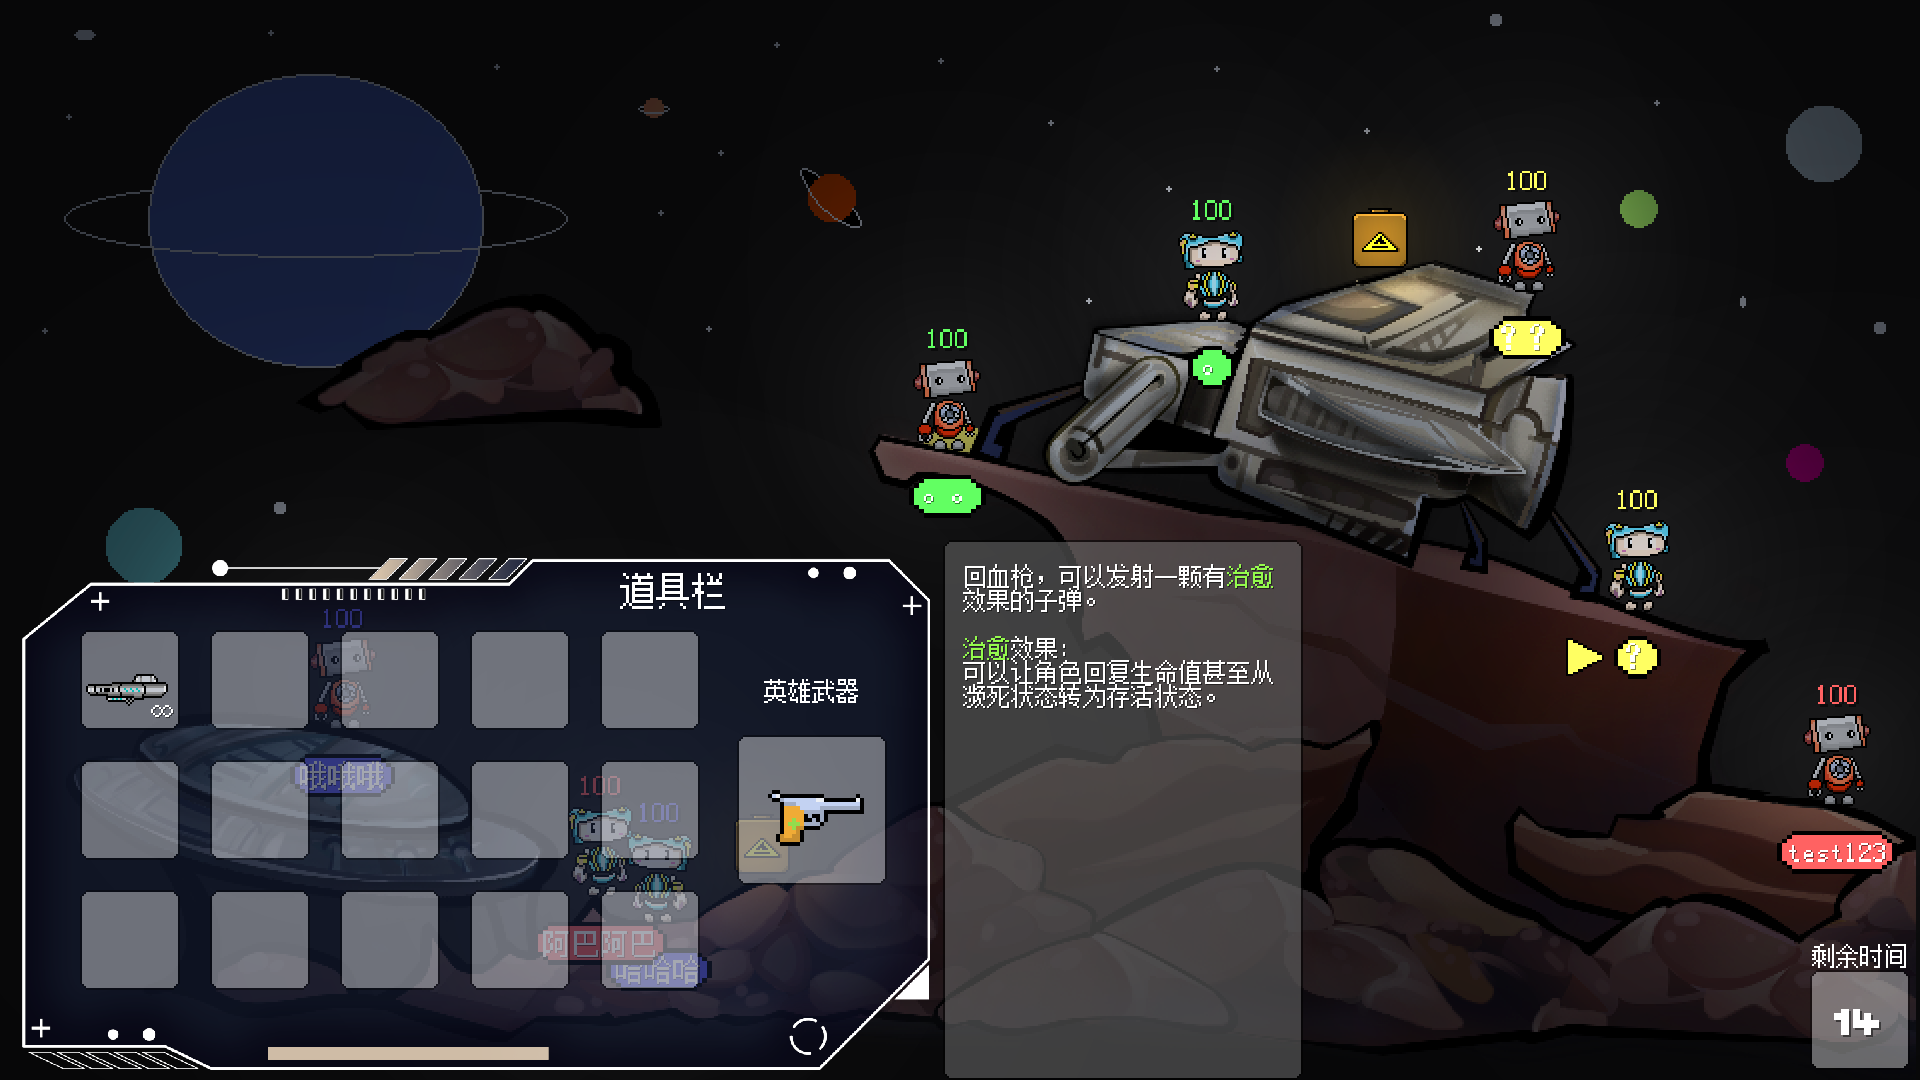 100
100
100
? ?
。
100
。 。
100
?
道具栏
100
哦哦哦
英雄武器
∞
100
100
阿巴阿巴
哈哈哈
回血枪，可以发射一颗有治愈
效果的子弹。
治愈效果：
可以让角色回复生命值甚至从
濒死状态转为存活状态。
100
test123
剩余时间
14